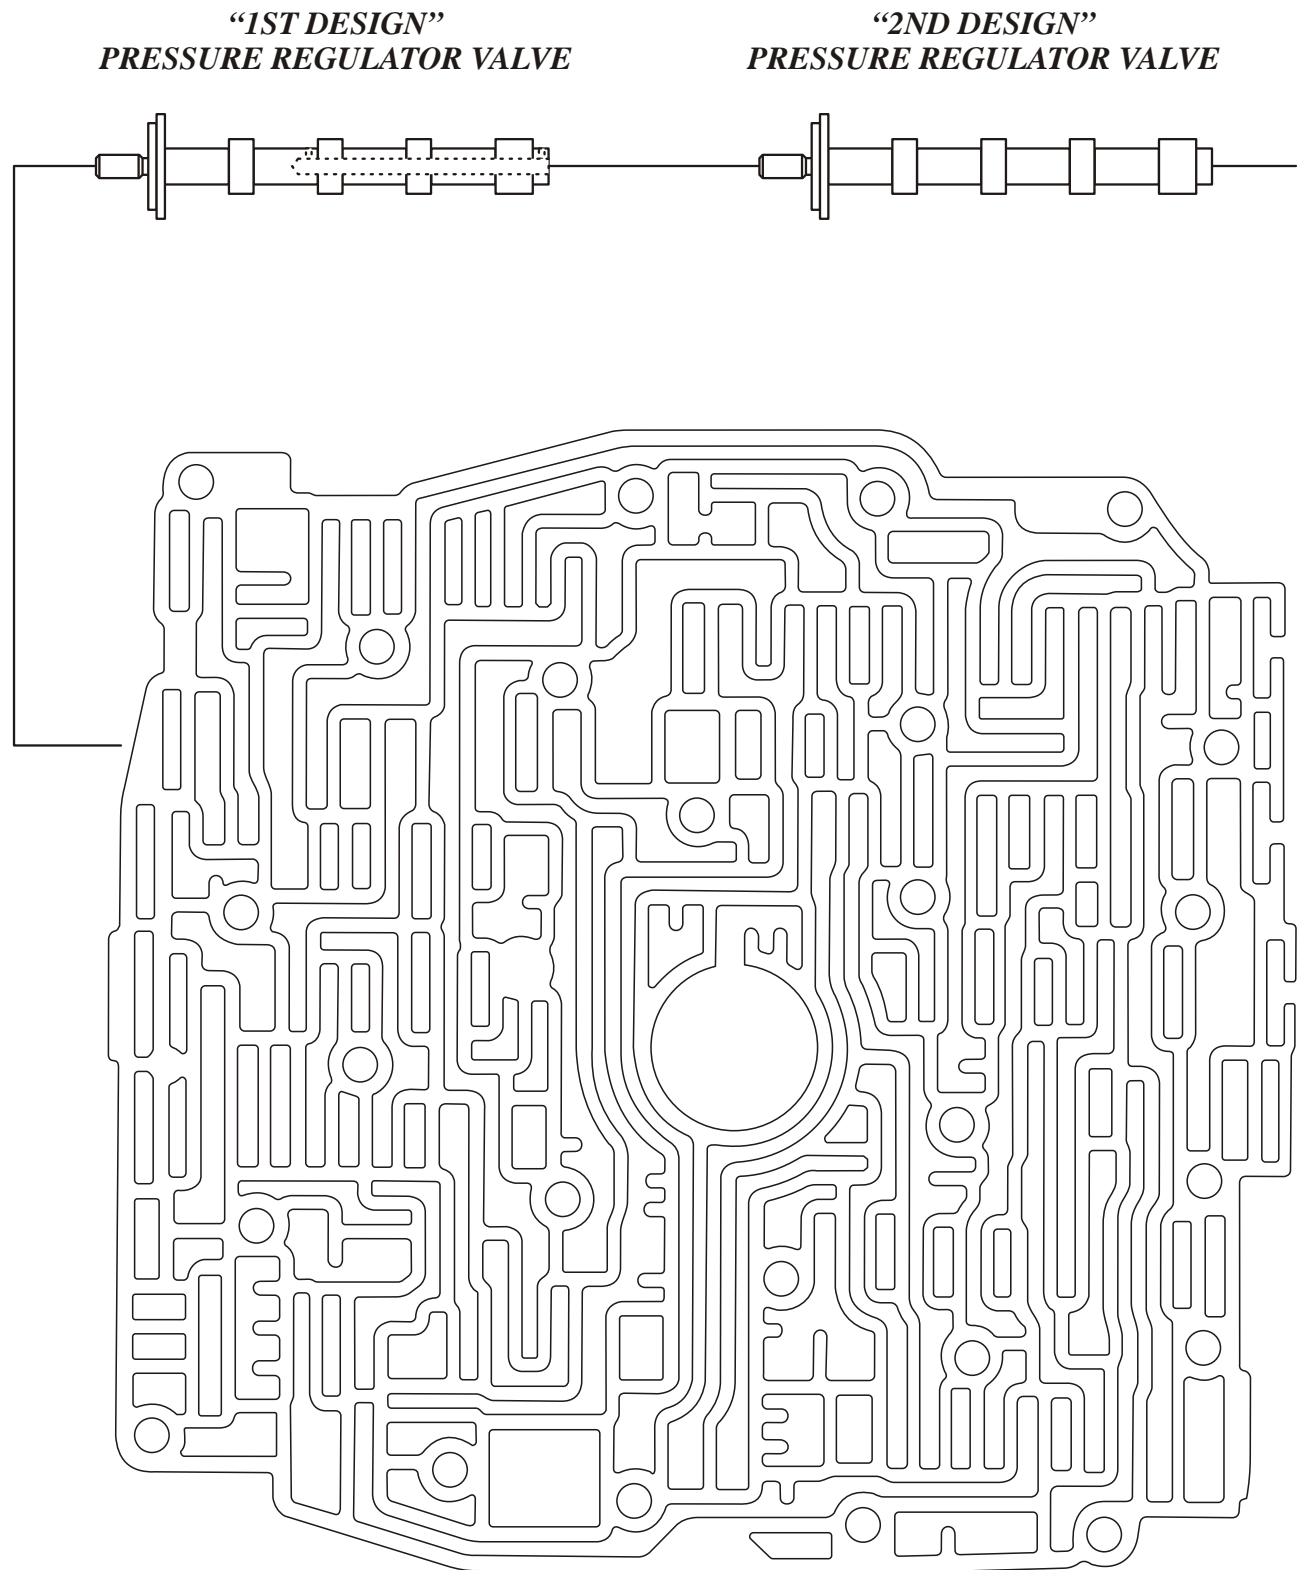 “1ST DESIGN”
PRESSURE REGULATOR VALVE
“2ND DESIGN”
PRESSURE REGULATOR VALVE